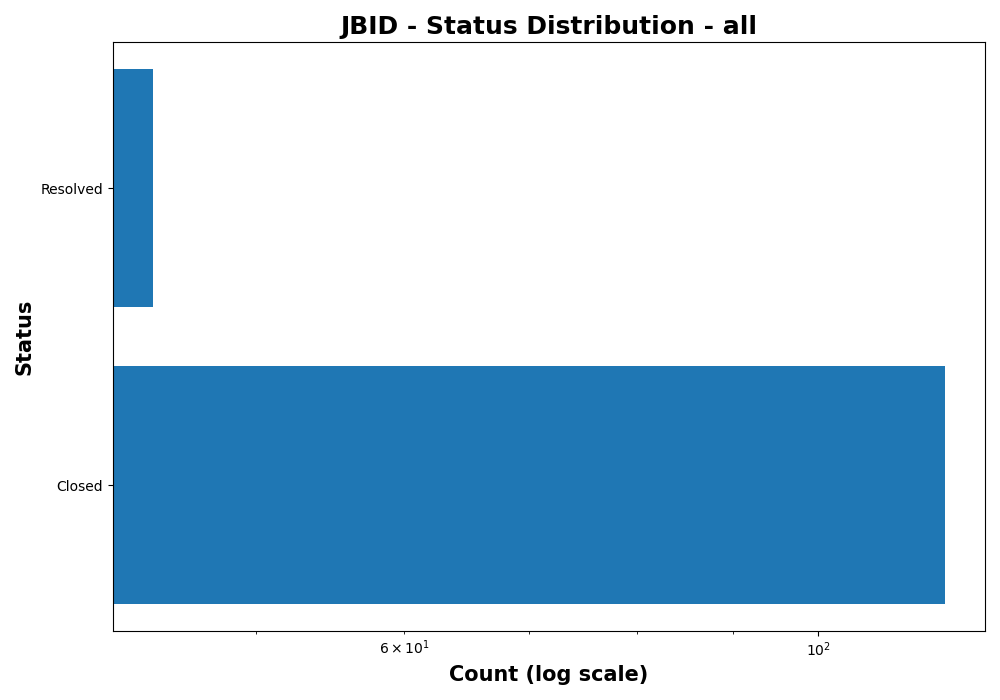 JBID - Status Distribution - all
Status
Resolved
Closed
6 × 10¹
10²
Count (log scale)